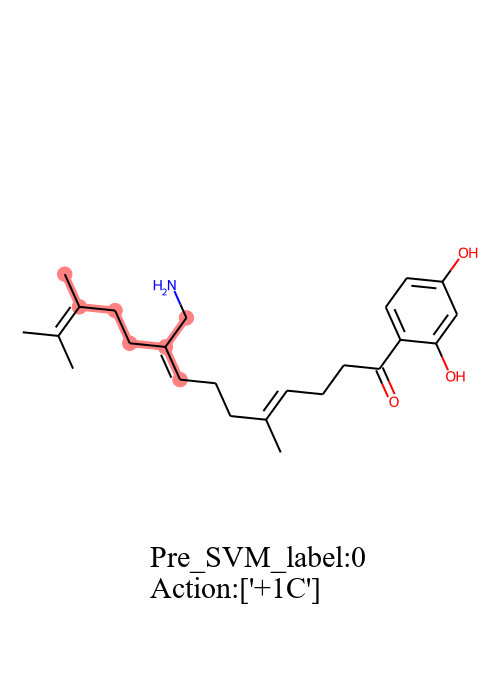 OH
H2N
OH
O
Pre_SVM_label:0
Action:['+1C']